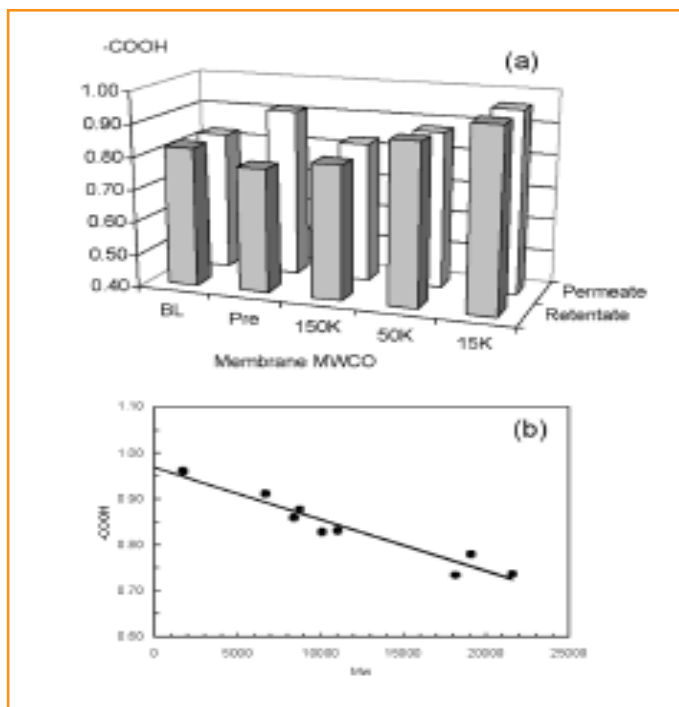 -COOH
(a)
1.00
0.90
0.80
0.70
0.60
0.50
0.40
BL
Pre
150K
50K
15K
Permeate
Retentate
Membrane MWCO
(b)
1.10
1.00
0.90
0.80
0.70
0.60
-COOH
0 5000 10000 15000 20000 25000
Mw